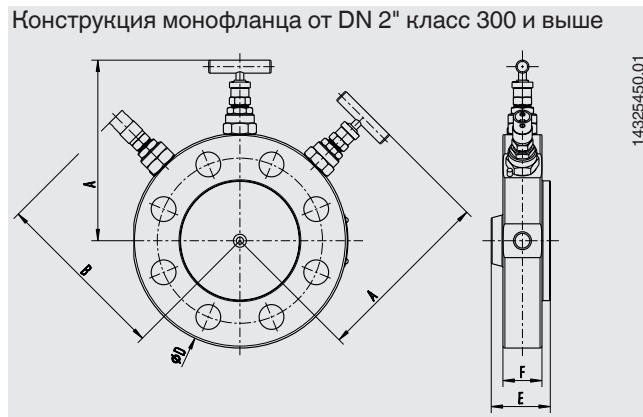 Конструкция монофланца от DN 2" класс 300 и выше
14325450.01
A
B
A
øD
F
E